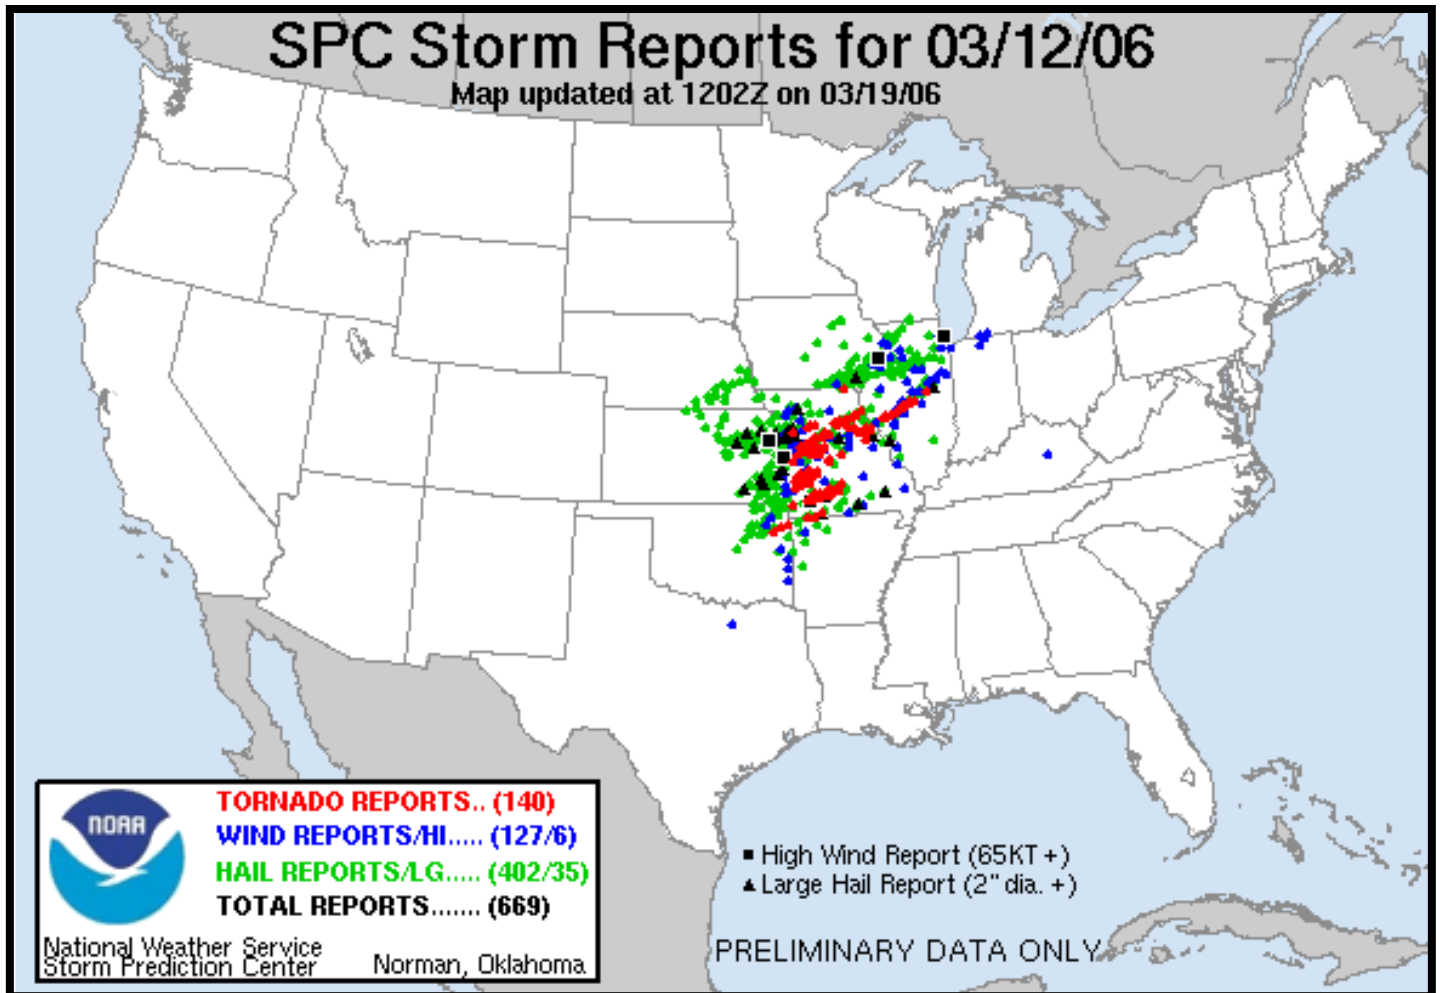 SPC Storm Reports for 03/12/06
Map updated at 1202Z on 03/19/06
NOAA
TORNADO REPORTS.. (140)
WIND REPORTS/HI..... (127/6)
HAIL REPORTS/LG..... (402/35)
TOTAL REPORTS....... (669)
National Weather Service
Storm Prediction Center
Norman, Oklahoma
High Wind Report (65KT +)
Large Hail Report (2" dia. +)
PRELIMINARY DATA ONLY